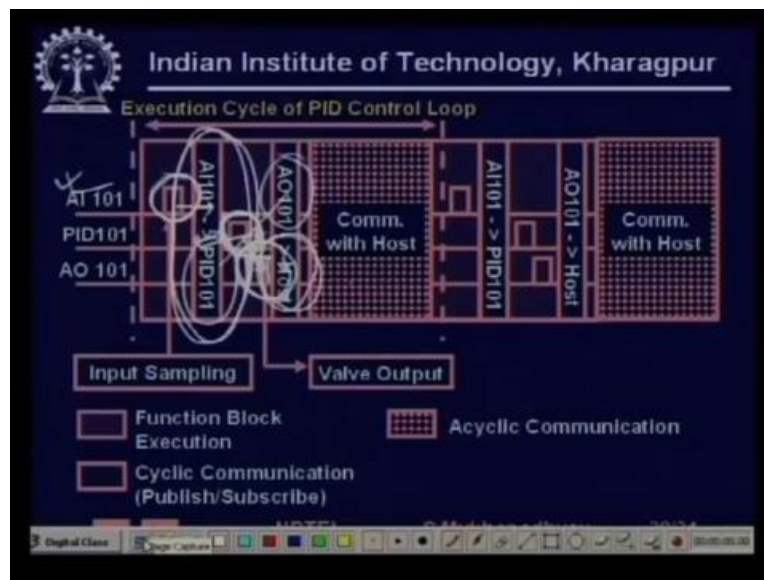 Indian Institute of Technology, Kharagpur
Execution Cycle of PID Control Loop
AI 101
PID101
AO 101
AI101 -> PID101
AO101 -> Host
Comm.
with Host
AI101 -> PID101
AO101 -> Host
Comm.
with Host
Input Sampling
Valve Output
Function Block
Execution
Acyclic Communication
Cyclic Communication
(Publish/Subscribe)
Digital Class